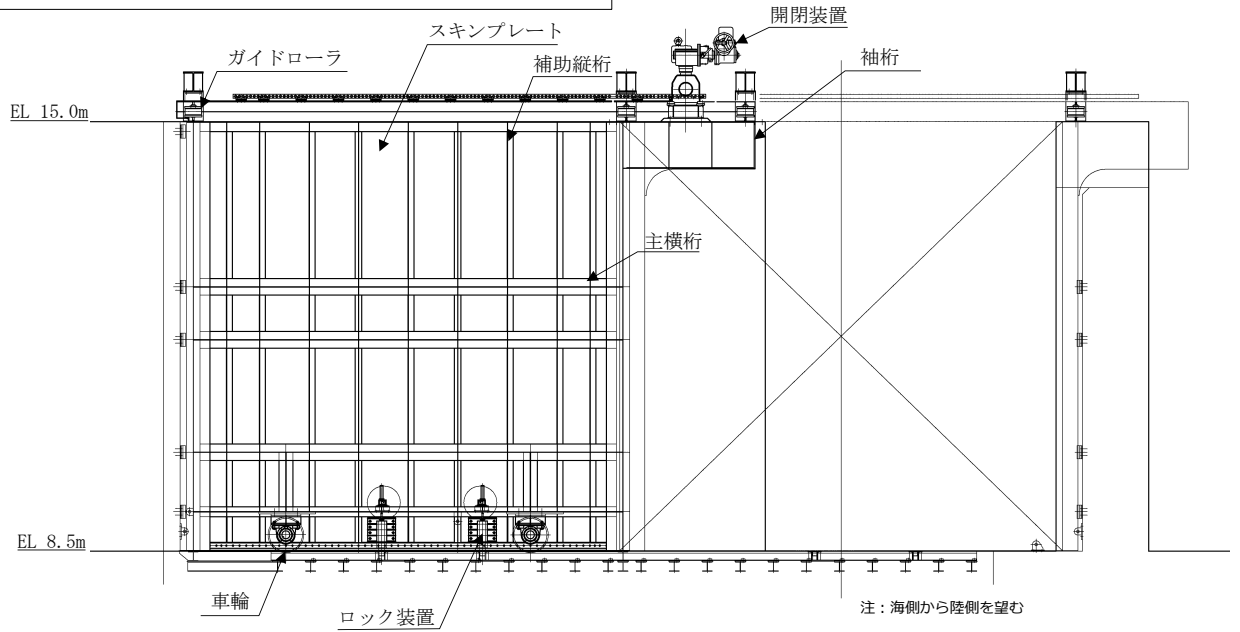 開閉装置
スキンプレート
ガイドローラ
補助縦桁
袖桁
EL 15.0m
主横桁
EL 8.5m
車輪
ロック装置
注：海側から陸側を望む